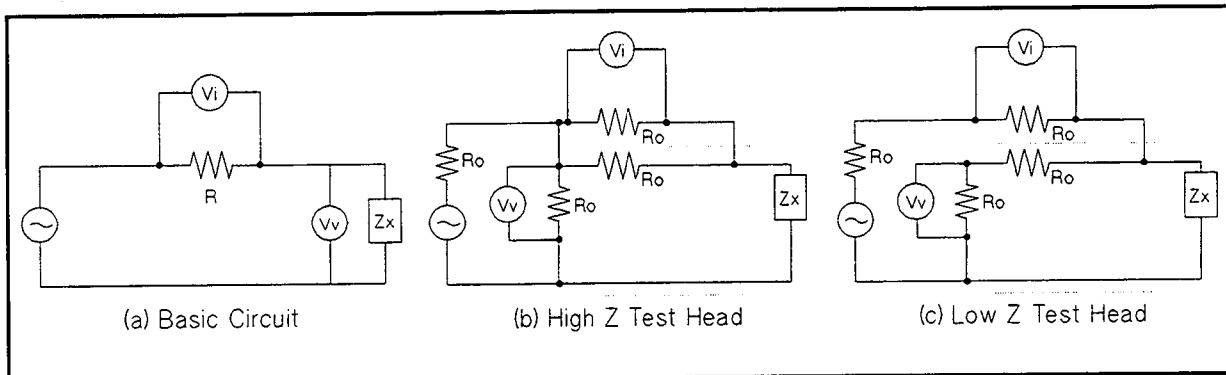 Vi
R
Vv
Zx
(a) Basic Circuit
Vi
Ro
Ro
Ro
Vv
Ro
Zx
(b) High Z Test Head
Vi
Ro
Ro
Ro
Vv
Ro
Zx
(c) Low Z Test Head